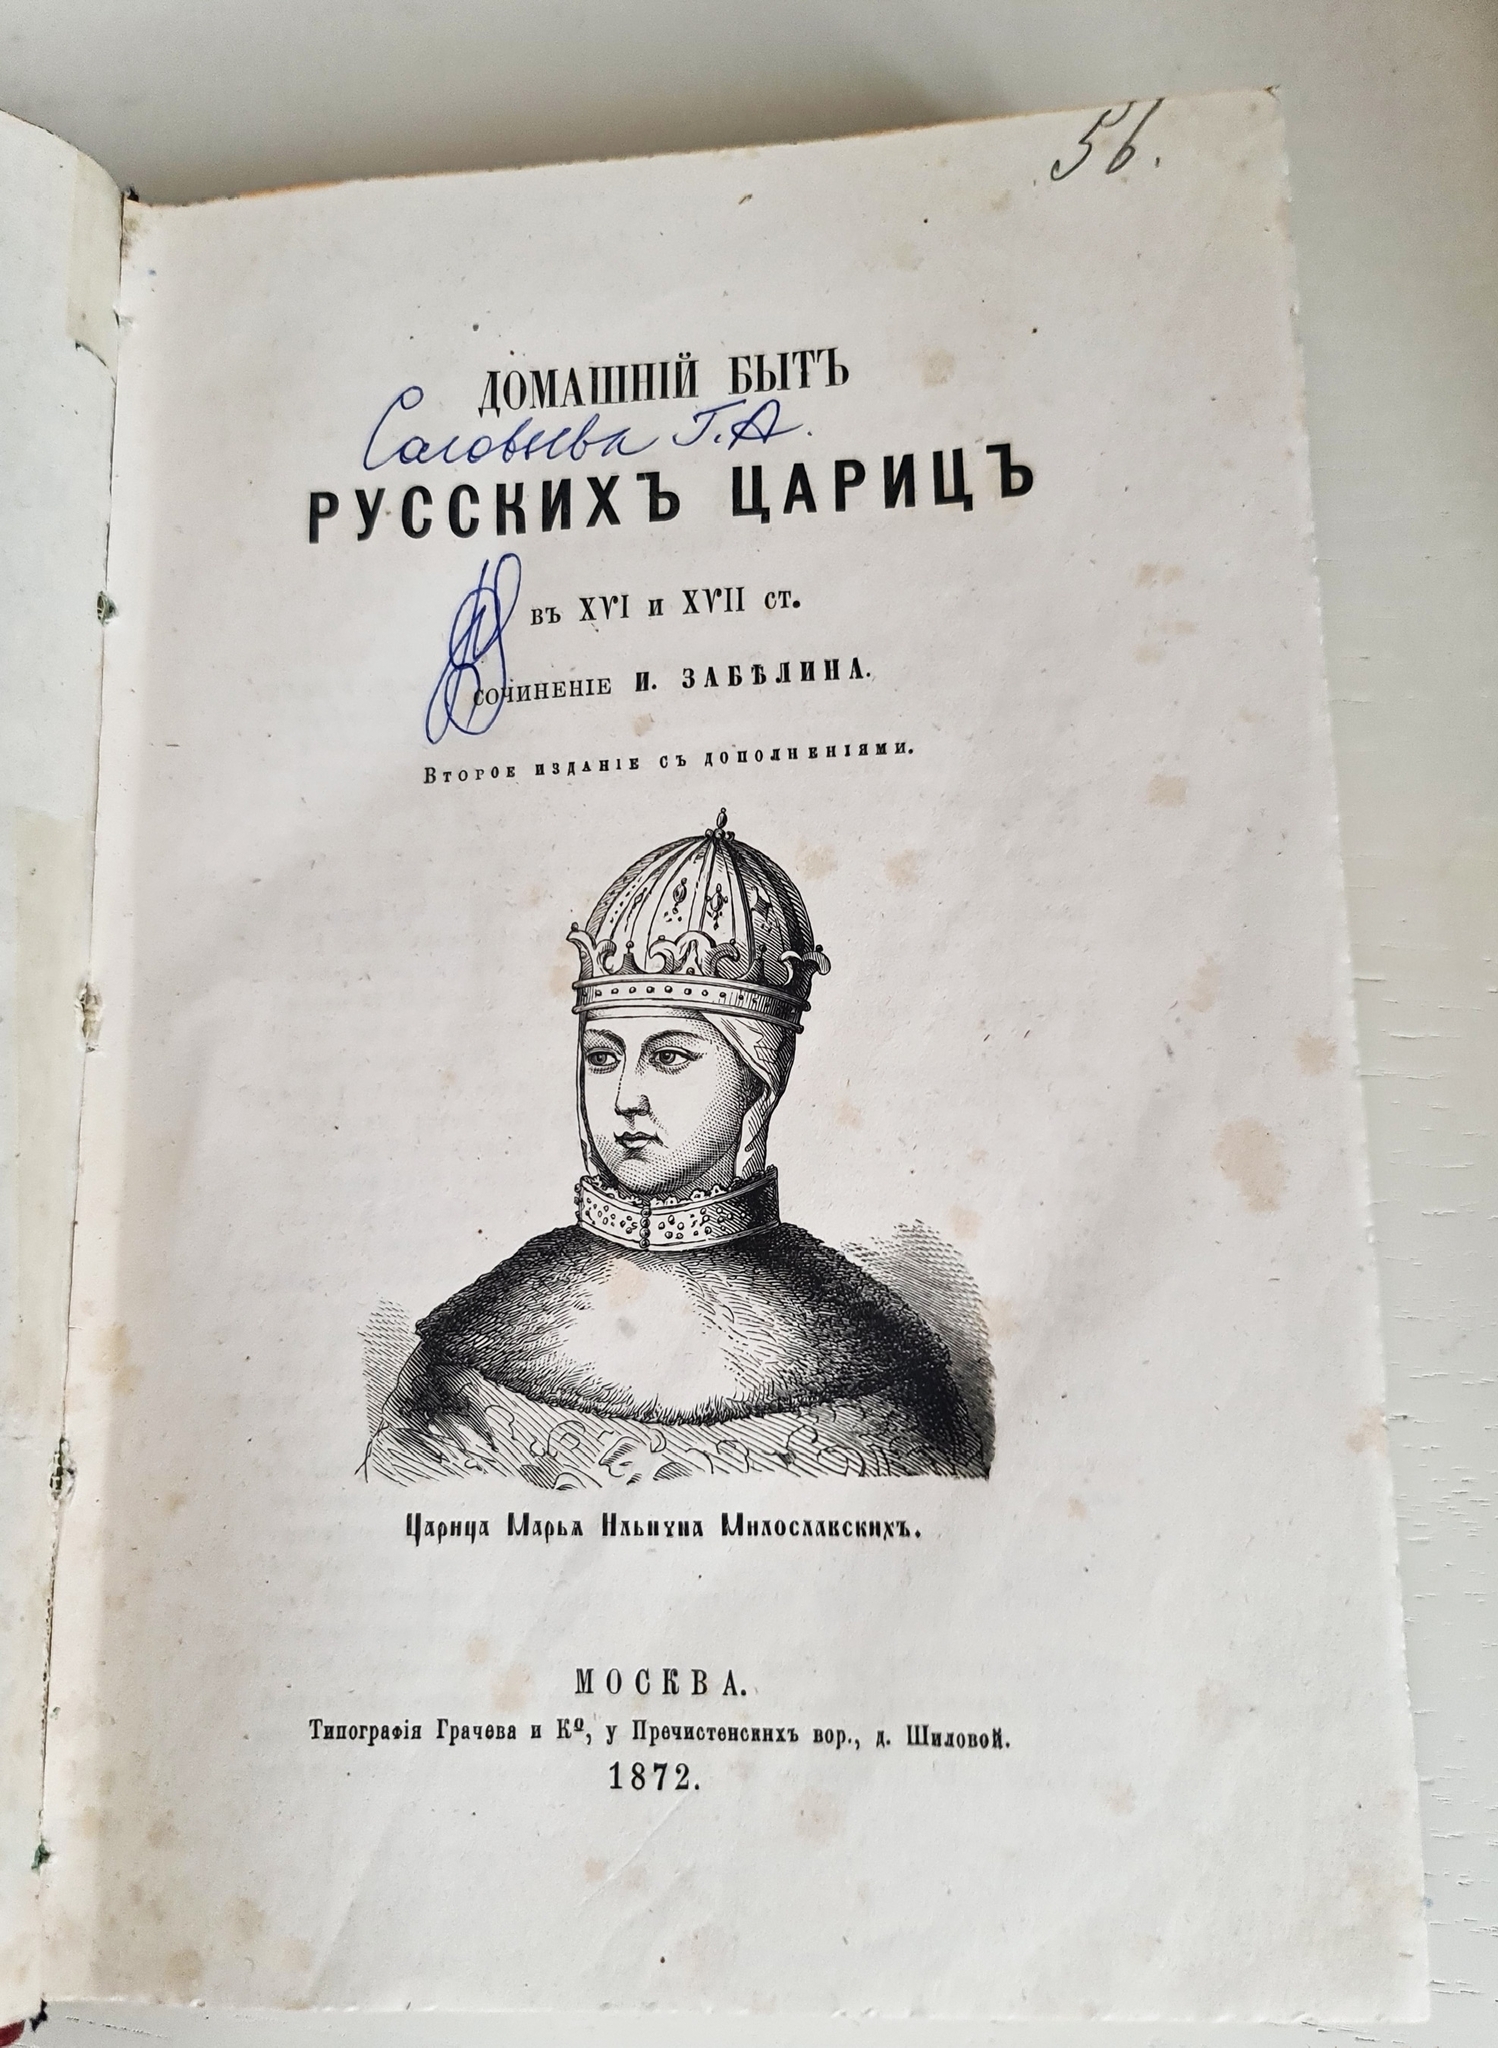 56.
ДОМАШНІЙ БЫТЪ
Соловьева Г.А.
РУССКИХЪ ЦАРИЦЪ
въ XVI и XVII ст.
СОЧИНЕНІЕ И. ЗАБѢЛИНА.
Второе изданіе съ дополненіями.
Царица Марья Ильична Милославскихъ.
МОСКВА.
Типографія Грачева и Кº, у Пречистенскихъ вор., д. Шиловой.
1872.